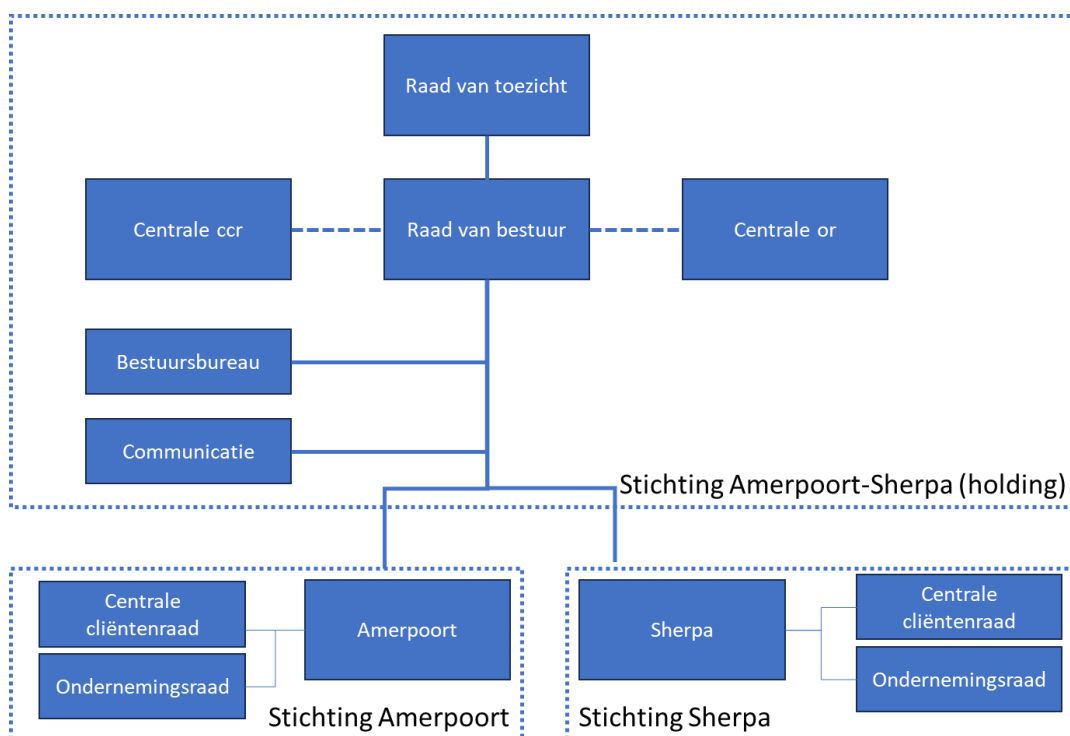 Raad van toezicht
Centrale ccr
Raad van bestuur
Centrale or
Bestuursbureau
Communicatie
Stichting Amerpoort-Sherpa (holding)
Centrale
cliëntenraad
Amerpoort
Ondernemingsraad
Stichting Amerpoort
Sherpa
Centrale
cliëntenraad
Ondernemingsraad
Stichting Sherpa